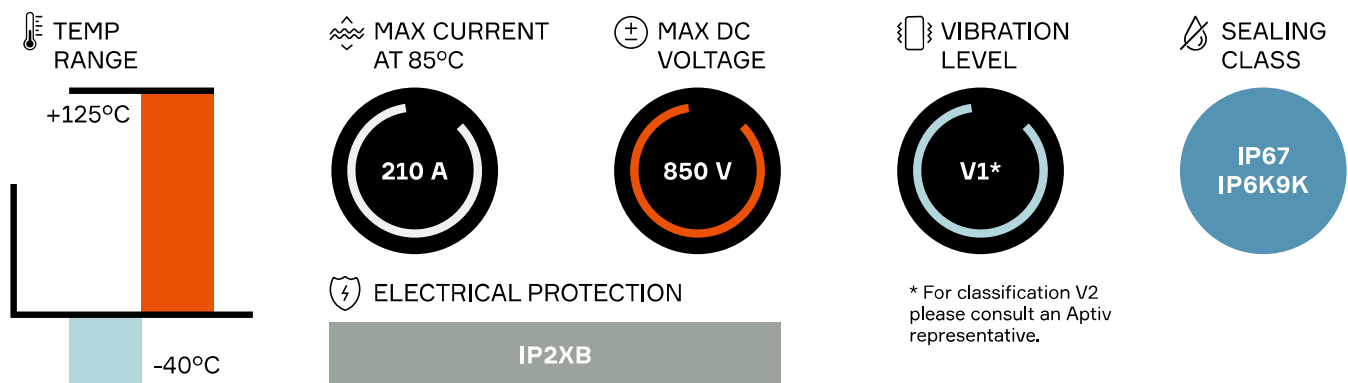 TEMP
RANGE
+125°C
-40°C
MAX CURRENT
AT 85°C
210 A
MAX DC
VOLTAGE
850 V
ELECTRICAL PROTECTION
IP2XB
VIBRATION
LEVEL
V1*
* For classification V2
please consult an Aptiv
representative.
SEALING
CLASS
IP67
IP6K9K